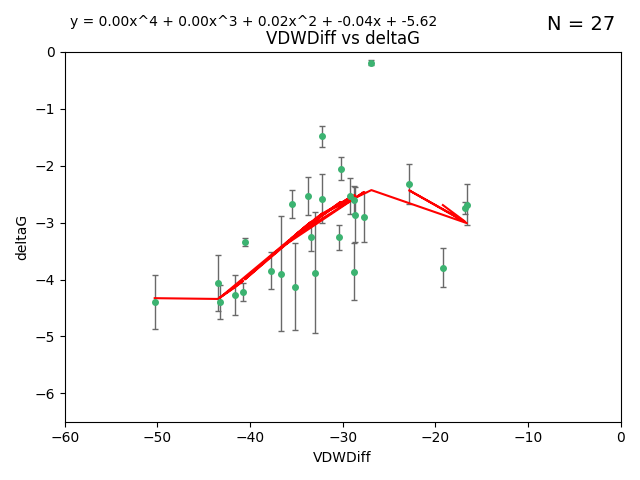 y = 0.00x^4 + 0.00x^3 + 0.02x^2 + -0.04x + -5.62
N = 27
VDWDiff vs deltaG
0
−1
−2
−3
−4
−5
−6
deltaG
−60 −50 −40 −30 −20 −10 0
VDWDiff